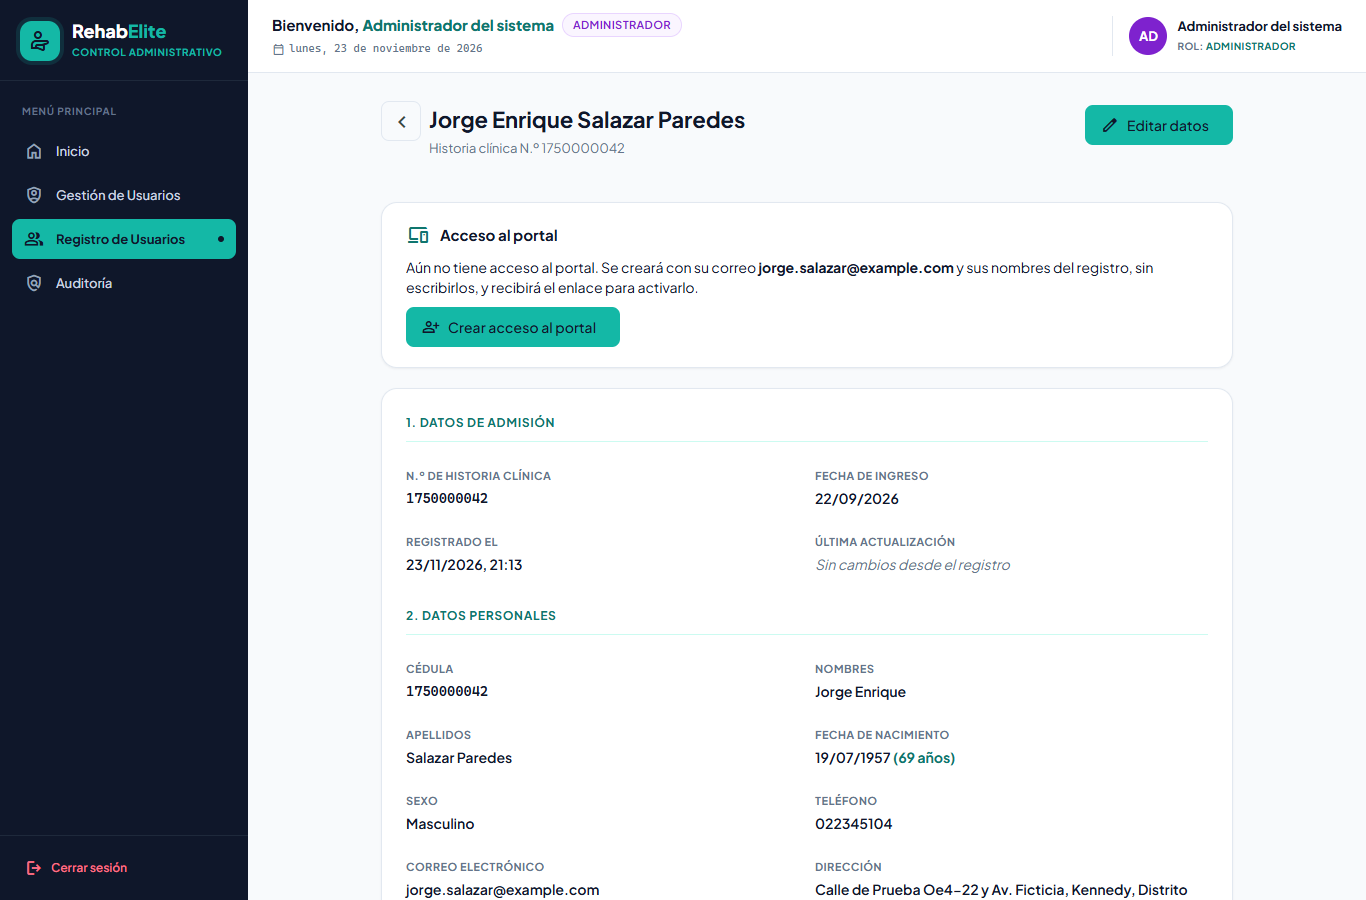 RehabElite
CONTROL ADMINISTRATIVO
MENÚ PRINCIPAL
Inicio
Gestión de Usuarios
Registro de Usuarios
Auditoría
Cerrar sesión
Bienvenido, Administrador del sistema ADMINISTRADOR
lunes, 23 de noviembre de 2026
AD
Administrador del sistema
ROL: ADMINISTRADOR
Jorge Enrique Salazar Paredes
Historia clínica N.º 1750000042
Editar datos
Acceso al portal
Aún no tiene acceso al portal. Se creará con su correo jorge.salazar@example.com y sus nombres del registro, sin
escribirlos, y recibirá el enlace para activarlo.
Crear acceso al portal
1. DATOS DE ADMISIÓN
N.º DE HISTORIA CLÍNICA
1750000042
FECHA DE INGRESO
22/09/2026
REGISTRADO EL
23/11/2026, 21:13
ÚLTIMA ACTUALIZACIÓN
Sin cambios desde el registro
2. DATOS PERSONALES
CÉDULA
1750000042
NOMBRES
Jorge Enrique
APELLIDOS
Salazar Paredes
FECHA DE NACIMIENTO
19/07/1957 (69 años)
SEXO
Masculino
TELÉFONO
022345104
CORREO ELECTRÓNICO
jorge.salazar@example.com
DIRECCIÓN
Calle de Prueba Oe4-22 y Av. Ficticia, Kennedy, Distrito